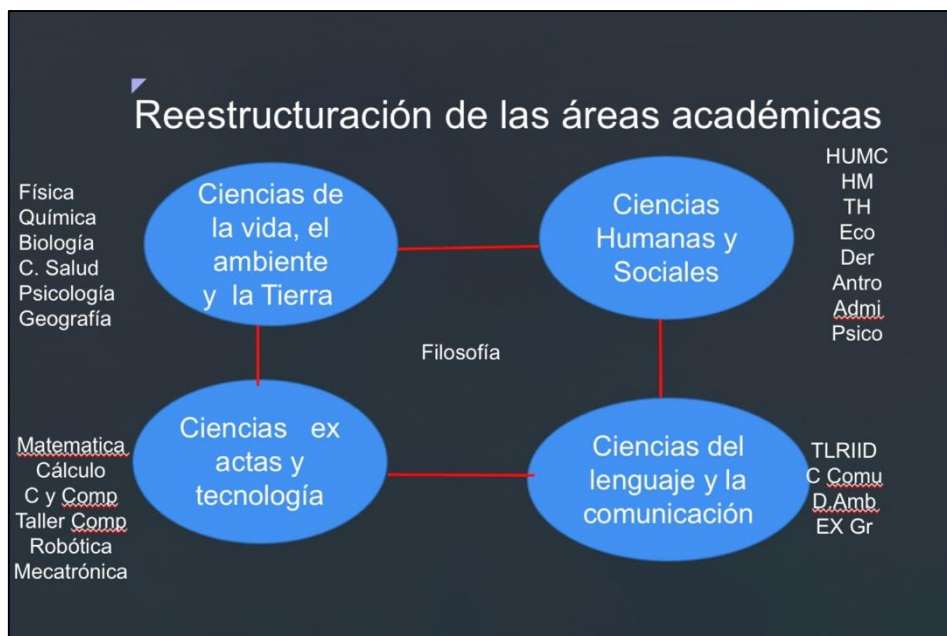 Reestructuración de las áreas académicas
Física
Química
Biología
C. Salud
Psicología
Geografía
Ciencias de
la vida, el
ambiente
y la Tierra
Ciencias
Humanas y
Sociales
HUMC
HM
TH
Eco
Der
Antro
Admi
Psico
Filosofía
Matematica
Cálculo
C y Comp
Taller Comp
Robótica
Mecatrónica
Ciencias ex
actas y
tecnología
Ciencias del
lenguaje y la
comunicación
TLRIID
C Comu
D.Amb
EX Gr